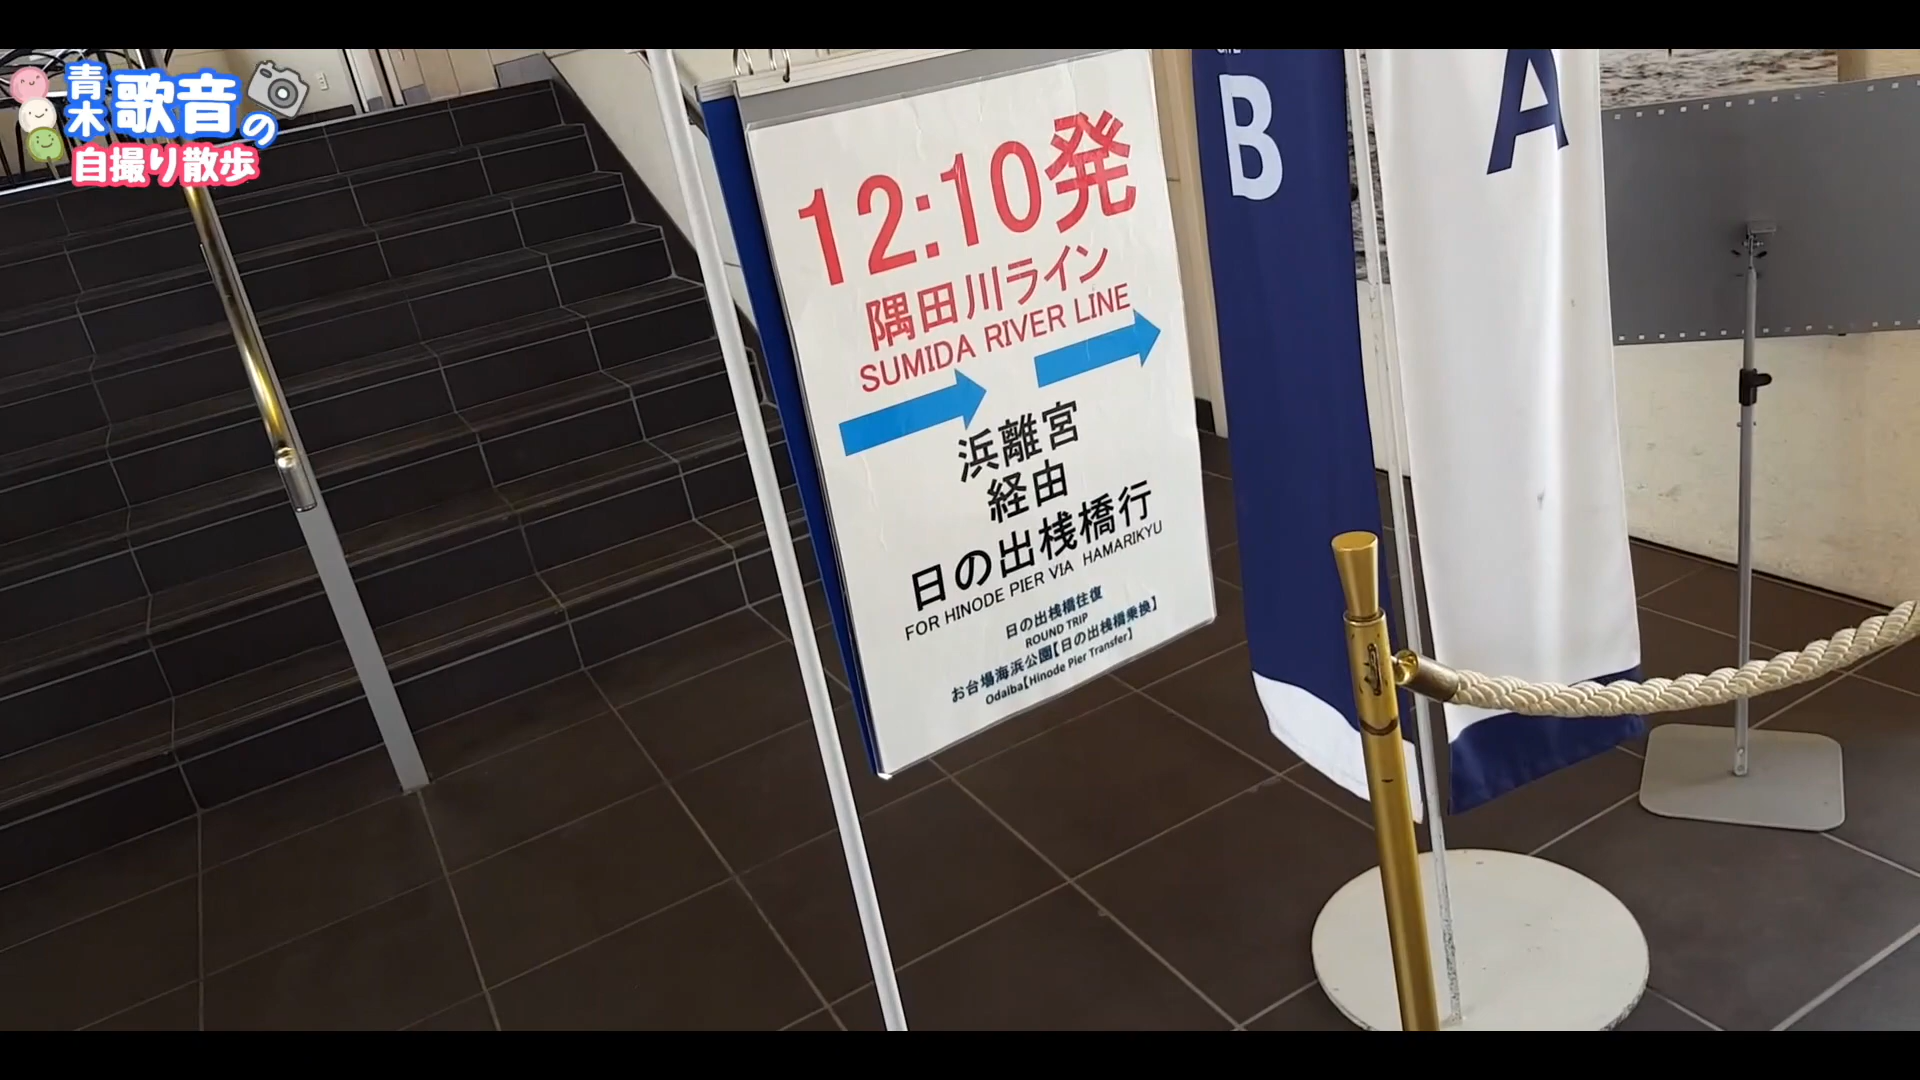 青木歌音の
自撮り散歩
12:10発
隅田川ライン
SUMIDA RIVER LINE
浜離宮
経由
日の出桟橋行
FOR HINODE PIER VIA HAMARIKYU
日の出桟橋往復
ROUND TRIP
お台場海浜公園【日の出桟橋乗換】
Odaiba【Hinode Pier Transfer】
B
A